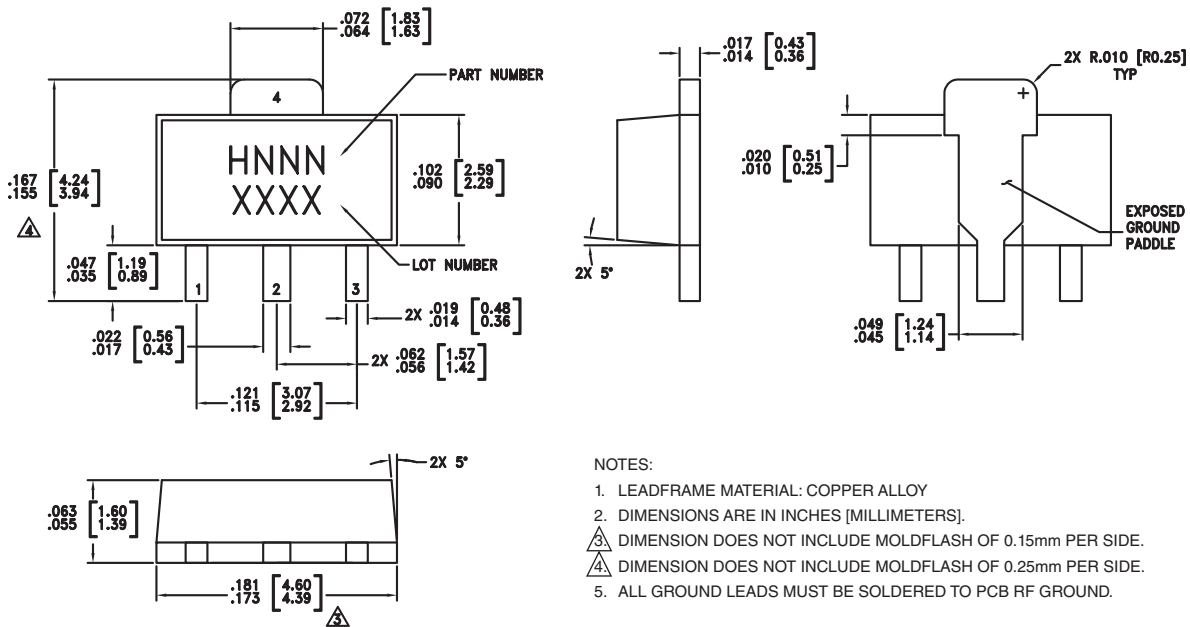 .072 [1.83]
.064 [1.63]
PART NUMBER
4
HNNN
XXXX
.102 [2.59]
.090 [2.29]
.167 [4.24]
.155 [3.94]
4
.047 [1.19]
.035 [0.89]
LOT NUMBER
1
2
3
2X .019 [0.48]
.014 [0.36]
.022 [0.56]
.017 [0.43]
2X .062 [1.57]
.056 [1.42]
.121 [3.07]
.115 [2.92]
.017 [0.43]
.014 [0.36]
2X 5°
2X R.010 [R0.25]
TYP
+
.020 [0.51]
.010 [0.25]
EXPOSED
GROUND
PADDLE
.049 [1.24]
.045 [1.14]
2X 5°
.063 [1.60]
.055 [1.39]
.181 [4.60]
.173 [4.39]
3
NOTES:
1. LEADFRAME MATERIAL: COPPER ALLOY
2. DIMENSIONS ARE IN INCHES [MILLIMETERS].
3. DIMENSION DOES NOT INCLUDE MOLDFLASH OF 0.15mm PER SIDE.
4. DIMENSION DOES NOT INCLUDE MOLDFLASH OF 0.25mm PER SIDE.
5. ALL GROUND LEADS MUST BE SOLDERED TO PCB RF GROUND.